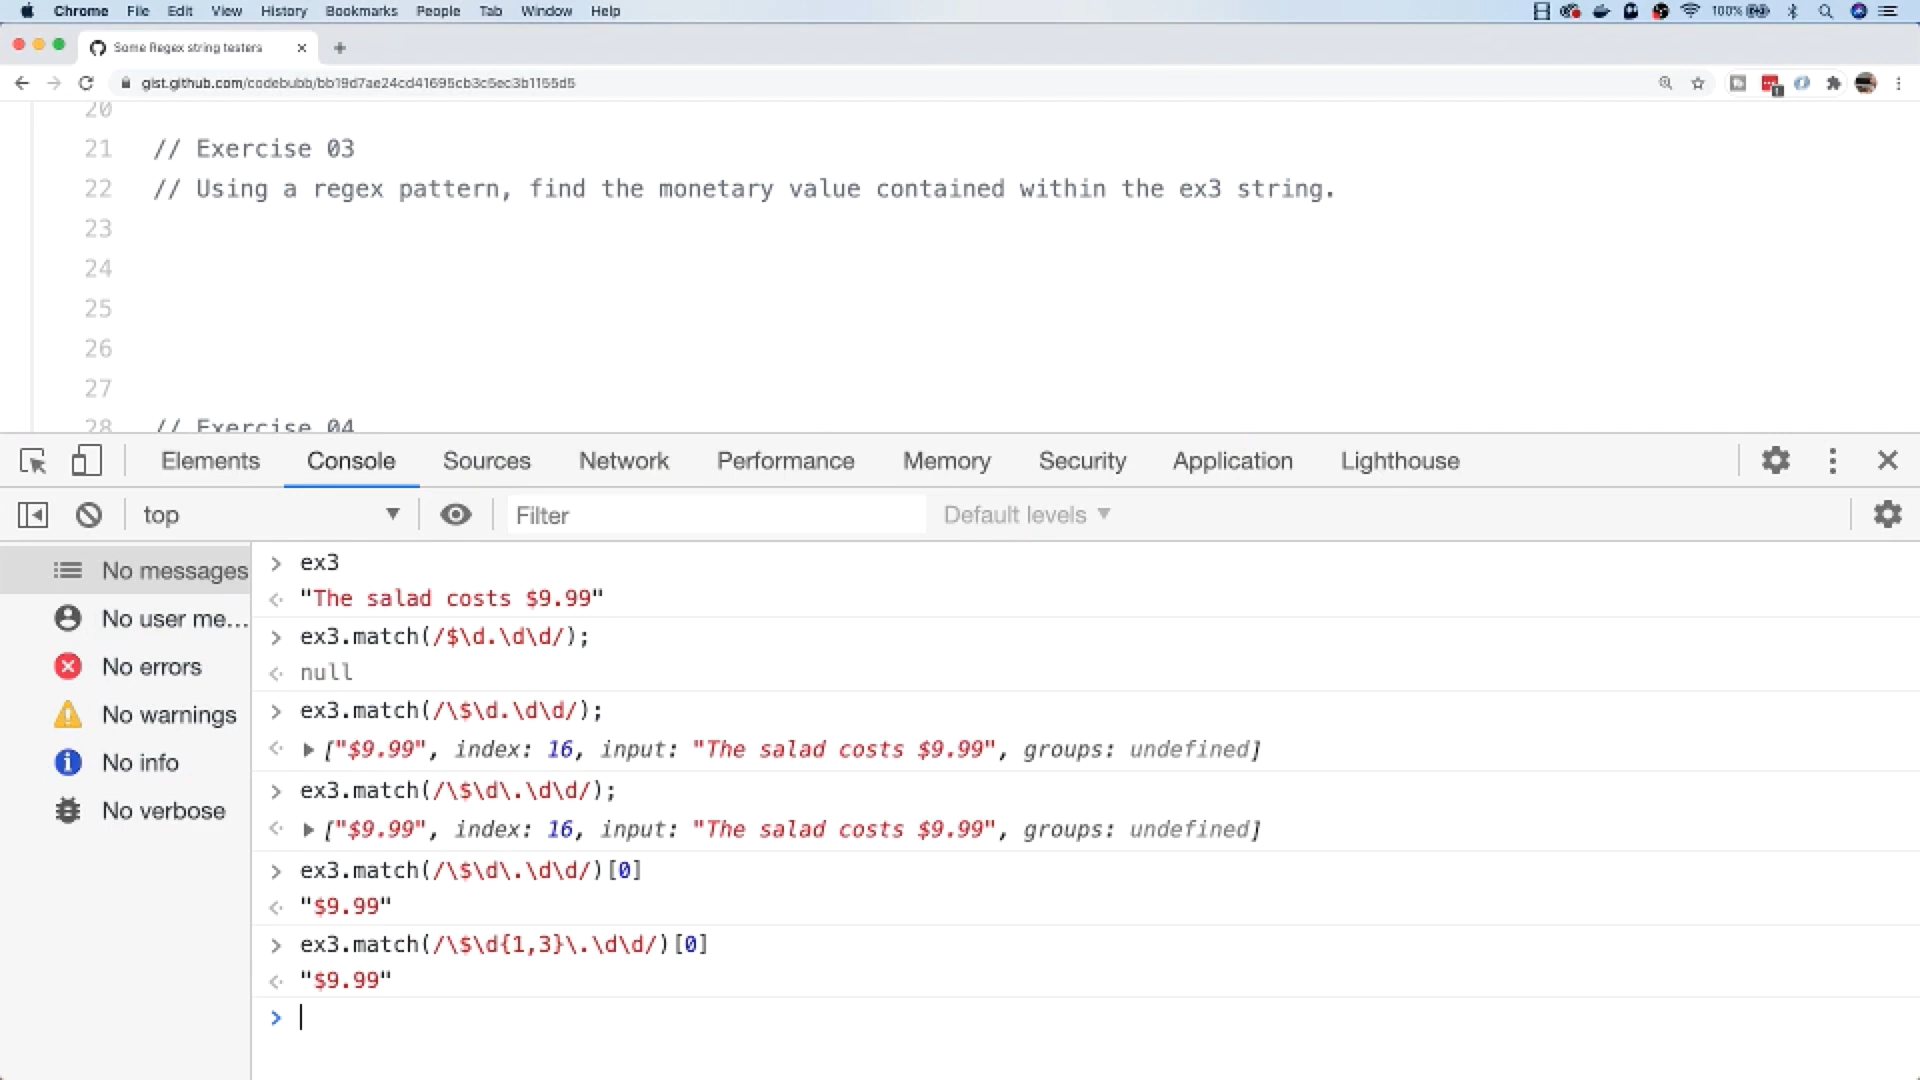 Chrome File Edit View History Bookmarks People Tab Window Help 100%
Some Regex string testers
gist.github.com/codebubb/bb19d7ae24cd41695cb3c5ec3b1155d5
20
21 // Exercise 03
22 // Using a regex pattern, find the monetary value contained within the ex3 string.
23
24
25
26
27
28 // Exercise 04
Elements Console Sources Network Performance Memory Security Application Lighthouse
top Filter Default levels
No messages
No user me…
No errors
No warnings
No info
No verbose
> ex3
"The salad costs $9.99"
> ex3.match(/$\d.\d\d/);
null
> ex3.match(/\$\d.\d\d/);
["$9.99", index: 16, input: "The salad costs $9.99", groups: undefined]
> ex3.match(/\$\d\.\d\d/);
["$9.99", index: 16, input: "The salad costs $9.99", groups: undefined]
> ex3.match(/\$\d\.\d\d/)[0]
"$9.99"
> ex3.match(/\$\d{1,3}\.\d\d/)[0]
"$9.99"
>